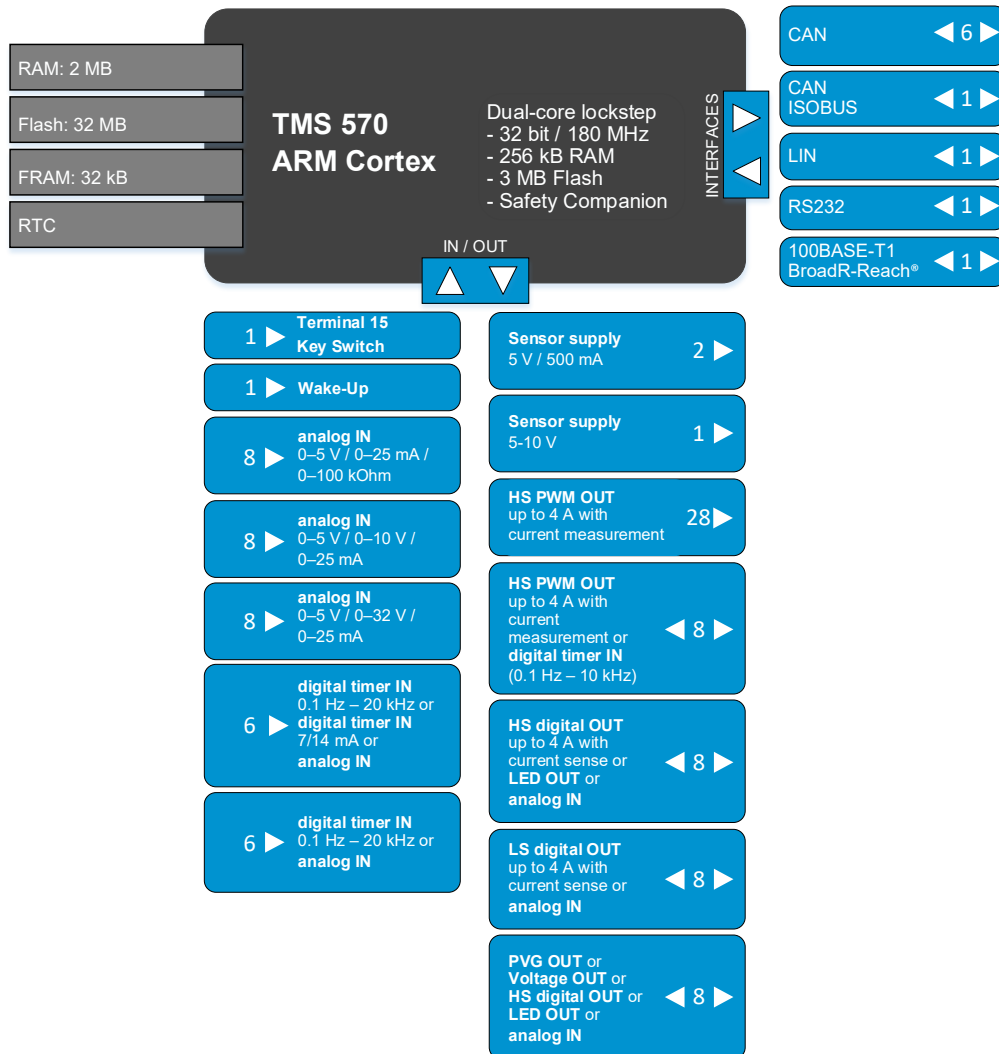 RAM: 2 MB
Flash: 32 MB
FRAM: 32 kB
RTC
TMS 570
ARM Cortex
Dual-core lockstep
- 32 bit / 180 MHz
- 256 kB RAM
- 3 MB Flash
- Safety Companion
INTERFACES
IN / OUT
CAN
6
CAN
ISOBUS
1
LIN
1
RS232
1
100BASE-T1
BroadR-Reach®
1
1
Terminal 15
Key Switch
1
Wake-Up
8
analog IN
0–5 V / 0–25 mA /
0–100 kOhm
8
analog IN
0–5 V / 0–10 V /
0–25 mA
8
analog IN
0–5 V / 0–32 V /
0–25 mA
6
digital timer IN
0.1 Hz – 20 kHz or
digital timer IN
7/14 mA or
analog IN
6
digital timer IN
0.1 Hz – 20 kHz or
analog IN
Sensor supply
5 V / 500 mA
2
Sensor supply
5-10 V
1
HS PWM OUT
up to 4 A with
current measurement
28
HS PWM OUT
up to 4 A with
current
measurement or
digital timer IN
(0.1 Hz – 10 kHz)
8
HS digital OUT
up to 4 A with
current sense or
LED OUT or
analog IN
8
LS digital OUT
up to 4 A with
current sense or
analog IN
8
PVG OUT or
Voltage OUT or
HS digital OUT or
LED OUT or
analog IN
8